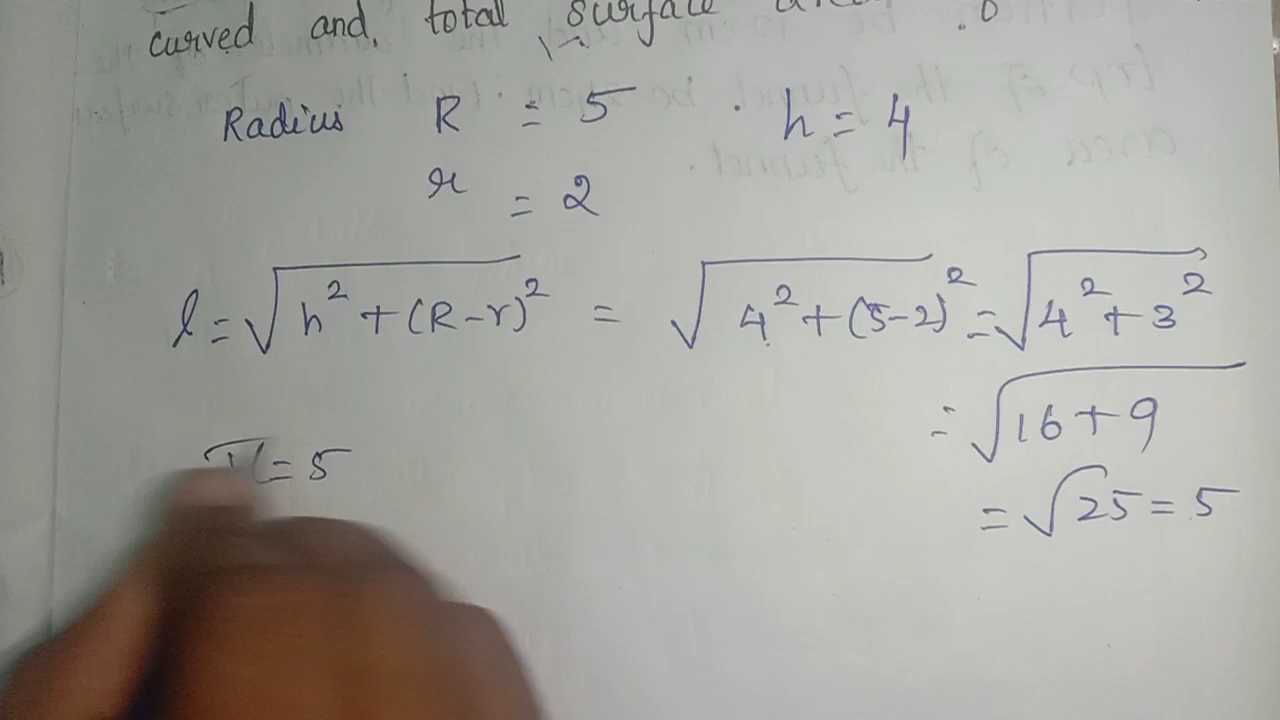 curved and, total surface
Radius R = 5 h = 4
r = 2
l = √h² + (R-r)² = √4² + (5-2)² = √4² + 3²
= √16 + 9
= √25 = 5
l = 5